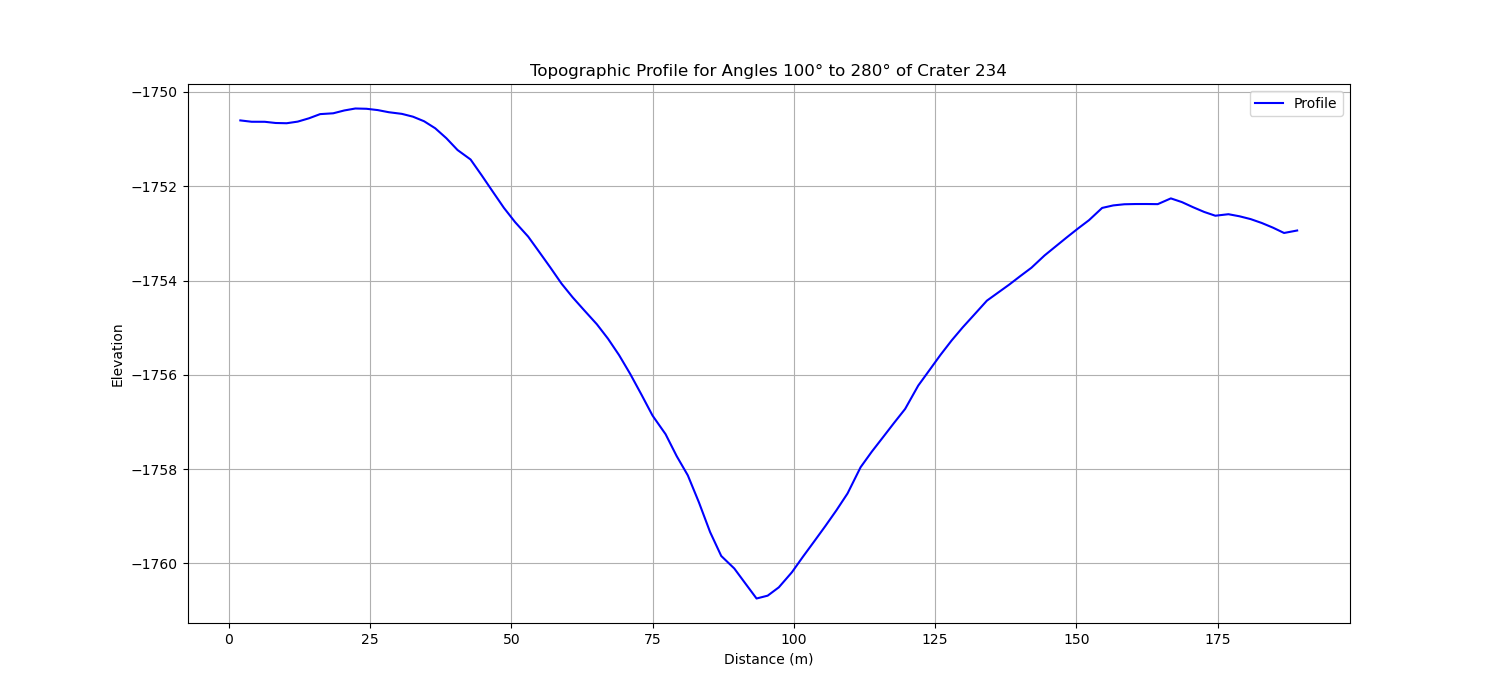 Topographic Profile for Angles 100° to 280° of Crater 234
Profile
Elevation
−1750
−1752
−1754
−1756
−1758
−1760
0 25 50 75 100 125 150 175
Distance (m)